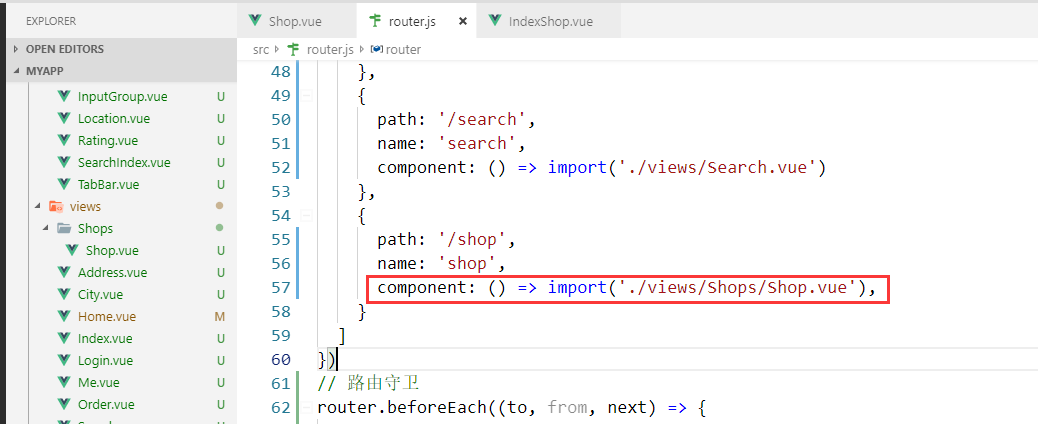 EXPLORER
Shop.vue router.js × IndexShop.vue
OPEN EDITORS
src router.js router
MYAPP
InputGroup.vue U
Location.vue U
Rating.vue U
SearchIndex.vue U
TabBar.vue U
views
Shops
Shop.vue U
Address.vue U
City.vue U
Home.vue M
Index.vue U
Login.vue U
Me.vue U
Order.vue U
48 },
49 {
50 path: '/search',
51 name: 'search',
52 component: () => import('./views/Search.vue')
53 },
54 {
55 path: '/shop',
56 name: 'shop',
57 component: () => import('./views/Shops/Shop.vue'),
58 }
59 ]
60 })
61 // 路由守卫
62 router.beforeEach((to, from, next) => {